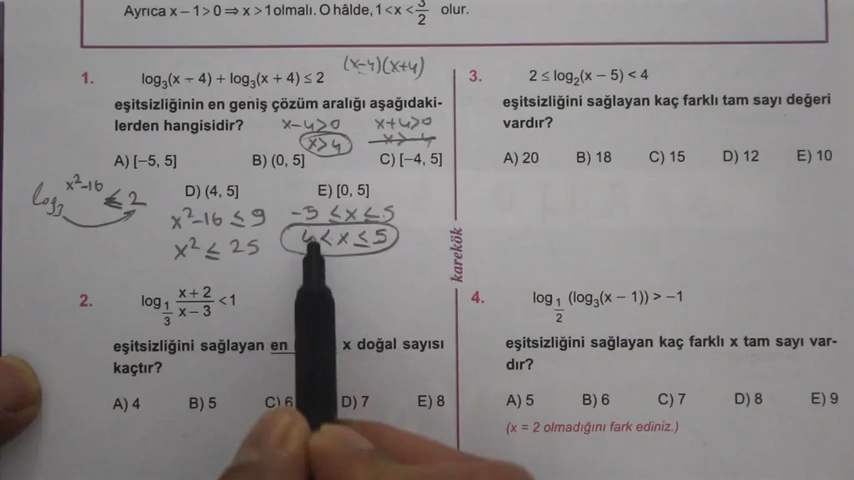 Ayrıca x − 1 > 0 ⇒ x > 1 olmalı. O hâlde, 1 < x < 3/2 olur.
(x-4)(x+4)
1. log₃(x − 4) + log₃(x + 4) ≤ 2
eşitsizliğinin en geniş çözüm aralığı aşağıdaki-
lerden hangisidir?
x-4>0 x+4>0
x>4 x>-4
A) [−5, 5] B) (0, 5] C) [−4, 5]
D) (4, 5] E) [0, 5]
log₃ x²-16 ≤ 2
x²-16 ≤ 9 -5 ≤ x ≤ 5
x² ≤ 25 4 < x ≤ 5
2. log_{1/3} (x + 2)/(x − 3) < 1
eşitsizliğini sağlayan en x doğal sayısı
kaçtır?
A) 4 B) 5 C) 6 D) 7 E) 8
karekök
3. 2 ≤ log₂(x − 5) < 4
eşitsizliğini sağlayan kaç farklı tam sayı değeri
vardır?
A) 20 B) 18 C) 15 D) 12 E) 10
4. log_{1/2} (log₃(x − 1)) > −1
eşitsizliğini sağlayan kaç farklı x tam sayı var-
dır?
A) 5 B) 6 C) 7 D) 8 E) 9
(x = 2 olmadığını fark ediniz.)